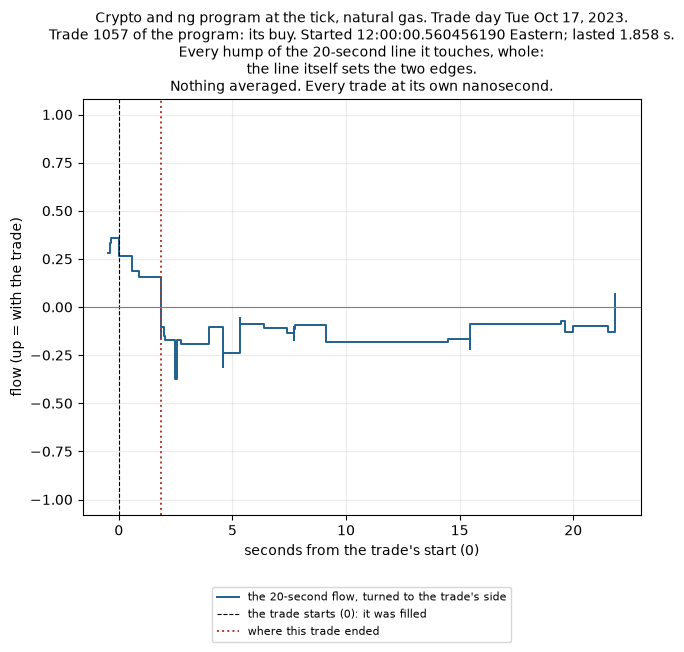 Crypto and ng program at the tick, natural gas. Trade day Tue Oct 17, 2023.
Trade 1057 of the program: its buy. Started 12:00:00.560456190 Eastern; lasted 1.858 s.
Every hump of the 20-second line it touches, whole:
the line itself sets the two edges.
Nothing averaged. Every trade at its own nanosecond.
1.00
0.75
0.50
0.25
0.00
−0.25
−0.50
−0.75
−1.00
flow (up = with the trade)
0 5 10 15 20
seconds from the trade's start (0)
the 20-second flow, turned to the trade's side
the trade starts (0): it was filled
where this trade ended